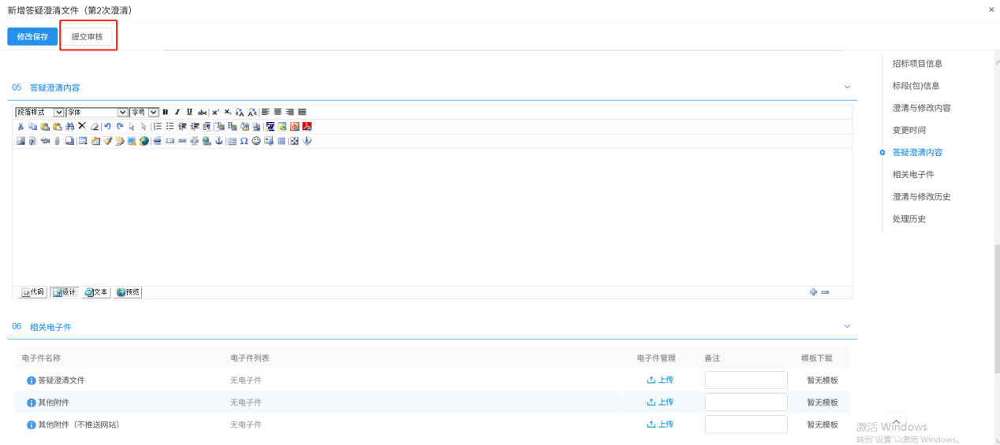 新增答疑澄清文件（第2次澄清）
×
修改保存 提交审核
05 答疑澄清内容
段落样式 字体 字号 B I U abc
代码 设计 文本 预览
06 相关电子件
电子件名称 电子件列表 电子件管理 备注 模板下载
答疑澄清文件 无电子件 上传 暂无模板
其他附件 无电子件 上传 暂无模板
其他附件（不推送网站） 无电子件 上传 暂无模板
招标项目信息
标段(包)信息
澄清与修改内容
变更时间
答疑澄清内容
相关电子件
澄清与修改历史
处理历史
激活 Windows
转到"设置"以激活 Windows。